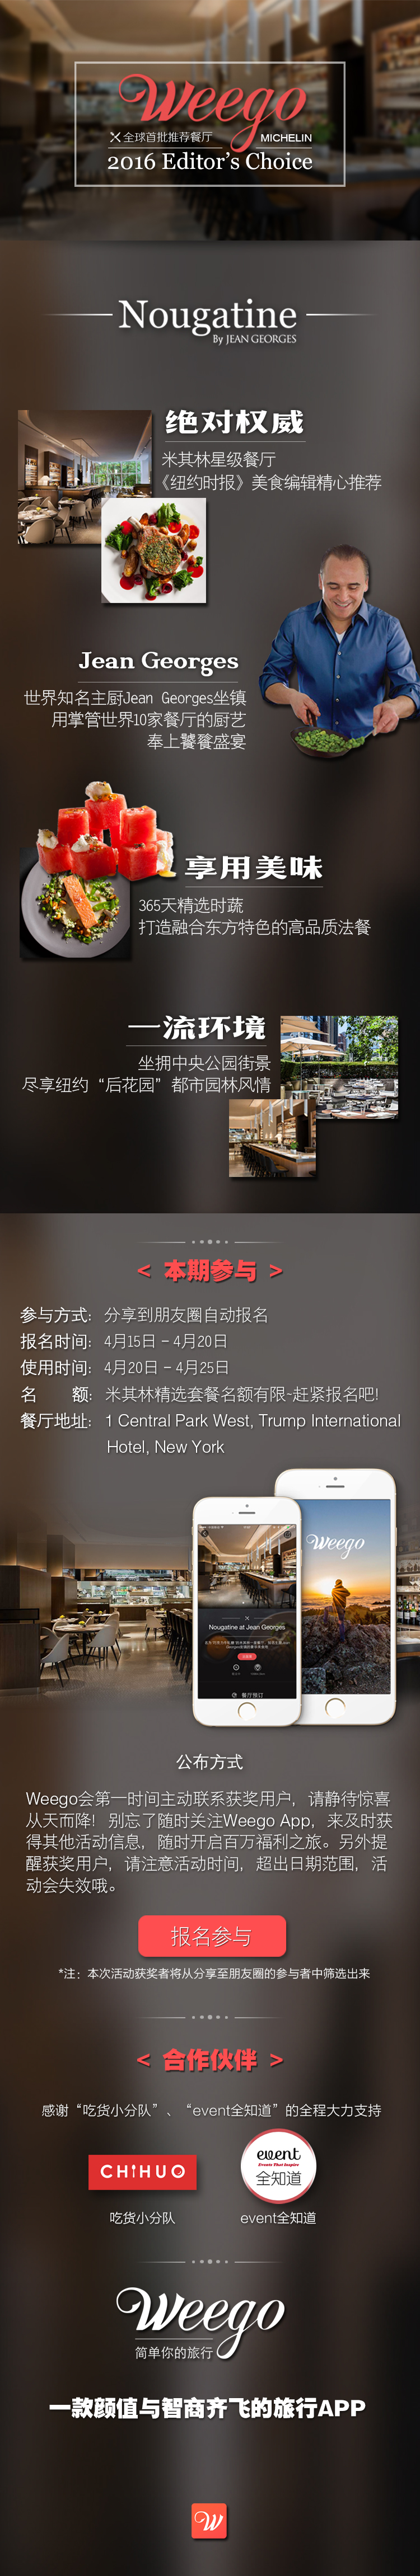 Weego
全球首批推荐餐厅
MICHELIN
2016 Editor's Choice
Nougatine
By JEAN GEORGES
绝对权威
米其林星级餐厅
《纽约时报》美食编辑精心推荐
Jean Georges
世界知名主厨Jean Georges坐镇
用掌管世界10家餐厅的厨艺
奉上饕餮盛宴
享用美味
365天精选时蔬
打造融合东方特色的高品质法餐
一流环境
坐拥中央公园街景
尽享纽约“后花园”都市园林风情
< 本期参与 >
参与方式: 分享到朋友圈自动报名
报名时间: 4月15日 - 4月20日
使用时间: 4月20日 - 4月25日
名 额: 米其林精选套餐名额有限~赶紧报名吧!
餐厅地址: 1 Central Park West, Trump International
Hotel, New York
Weego
Nougatine at Jean Georges
餐厅预订
公布方式
Weego会第一时间主动联系获奖用户，请静待惊喜
从天而降！别忘了随时关注Weego App，来及时获
得其他活动信息，随时开启百万福利之旅。另外提
醒获奖用户，请注意活动时间，超出日期范围，活
动会失效哦。
报名参与
*注：本次活动获奖者将从分享至朋友圈的参与者中筛选出来
< 合作伙伴 >
感谢“吃货小分队”、“event全知道”的全程大力支持
CHIHUO
event
Events That Inspire
全知道
吃货小分队
event全知道
Weego
简单你的旅行
一款颜值与智商齐飞的旅行APP
W